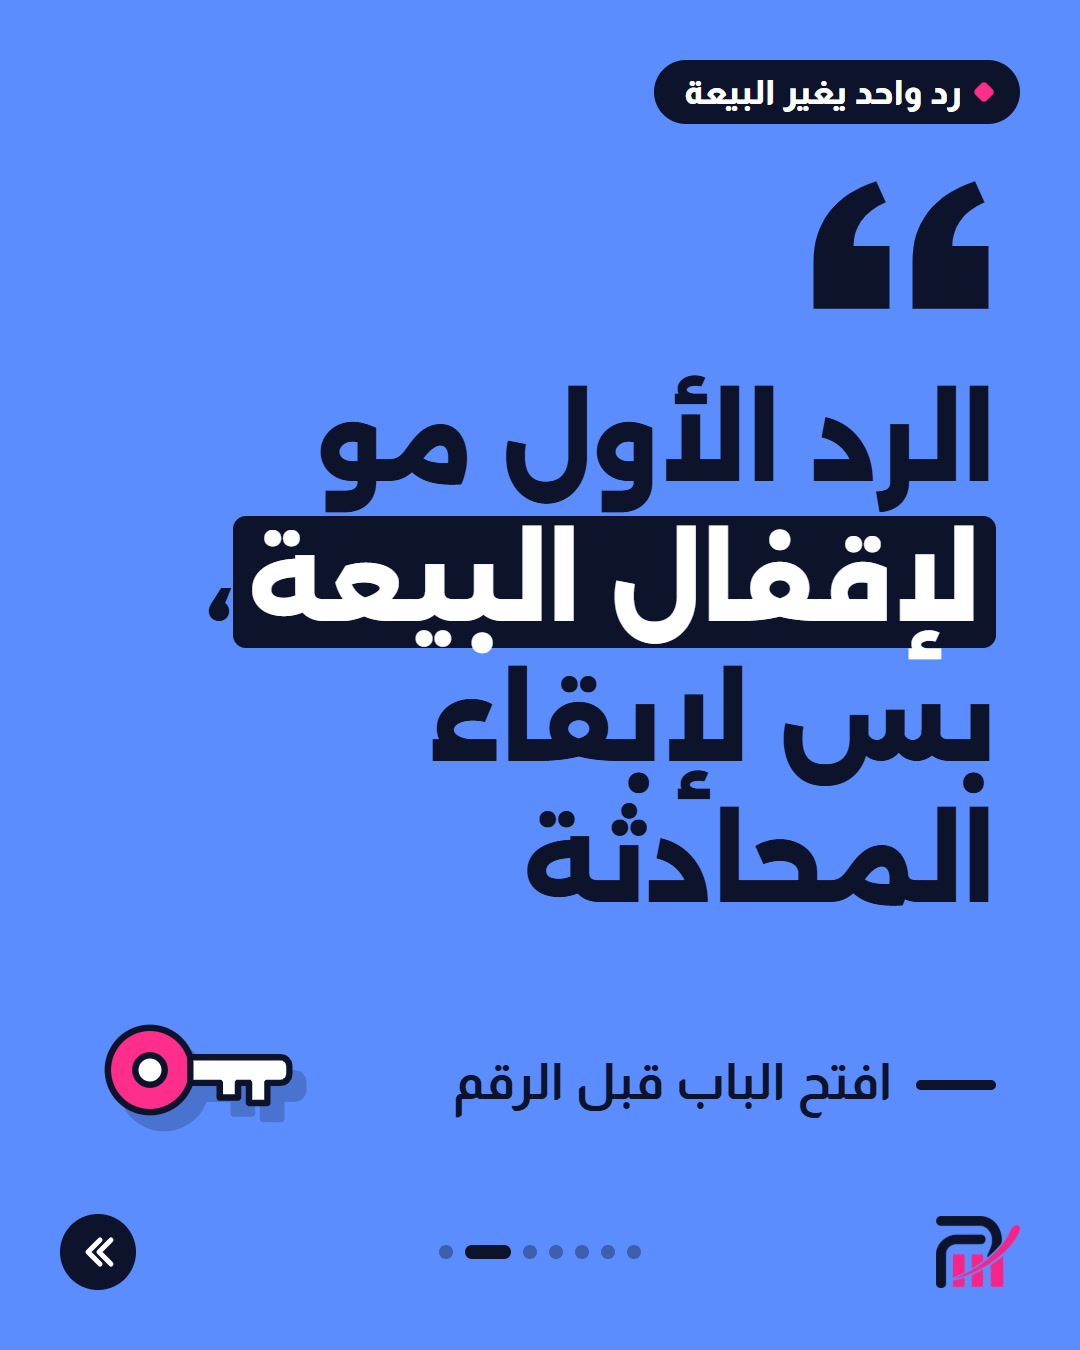 رد واحد يغير البيعة
“
الرد الأول مو
لإقفال البيعة،
بس لإبقاء
المحادثة
— افتح الباب قبل الرقم